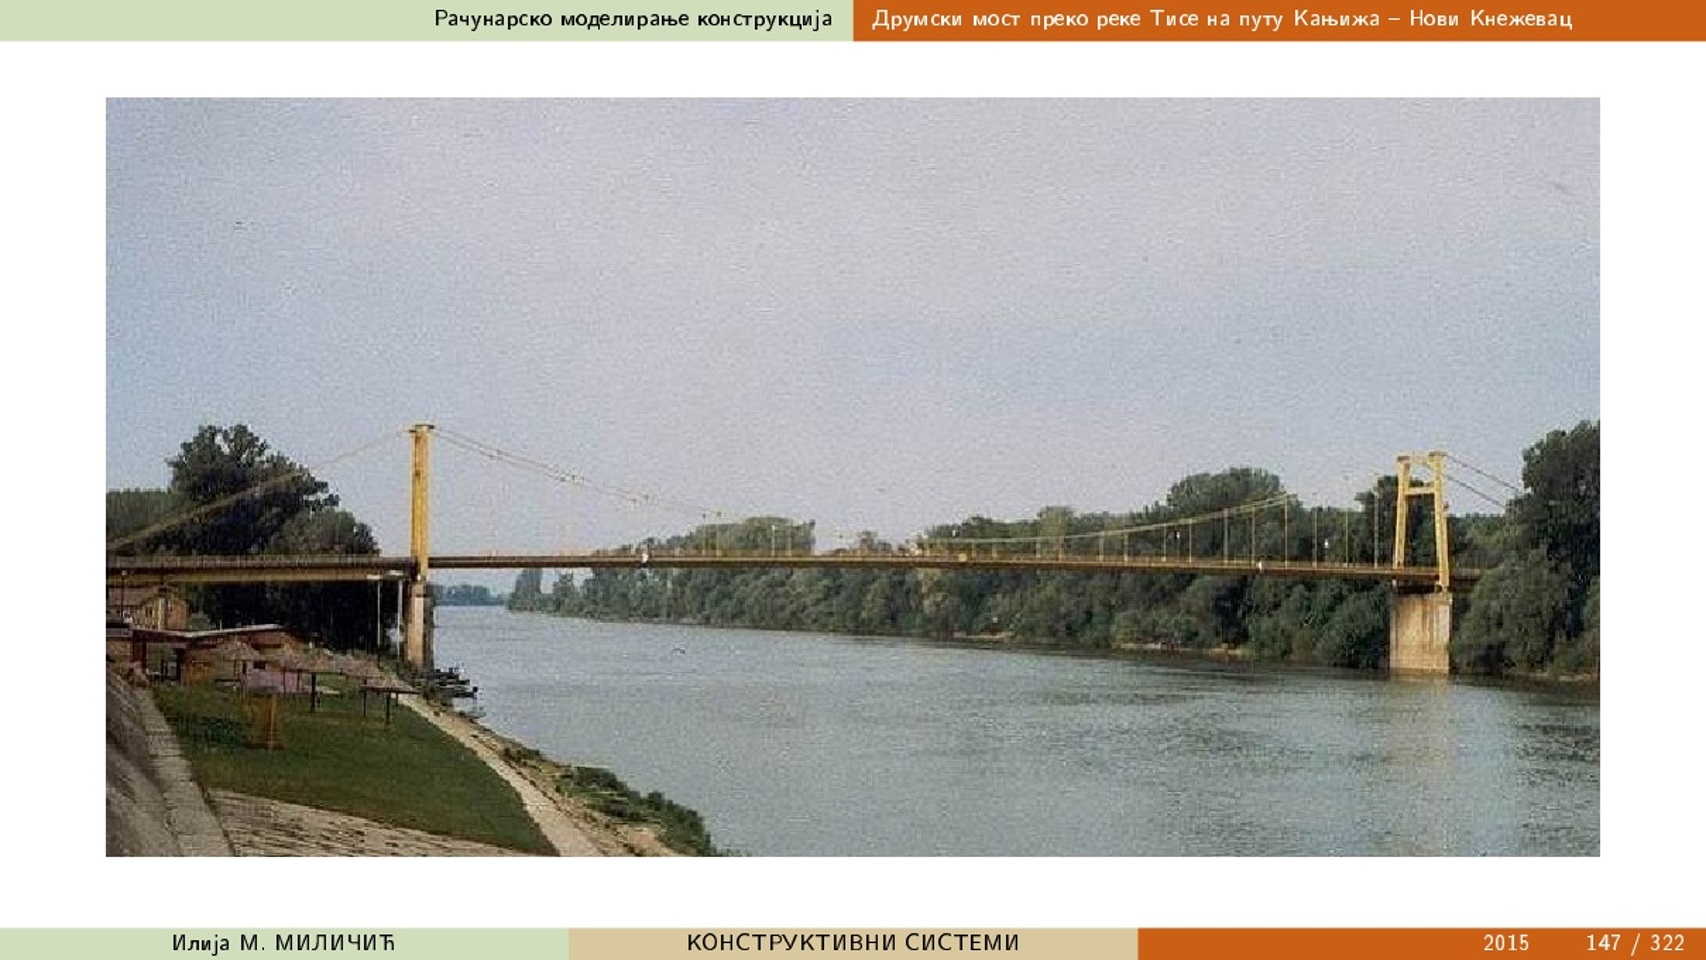 Рачунарско моделирање конструкција
Друмски мост преко реке Тисе на путу Кањижа – Нови Кнежевац
Илија М. МИЛИЧИЋ
КОНСТРУКТИВНИ СИСТЕМИ
2015
147 / 322